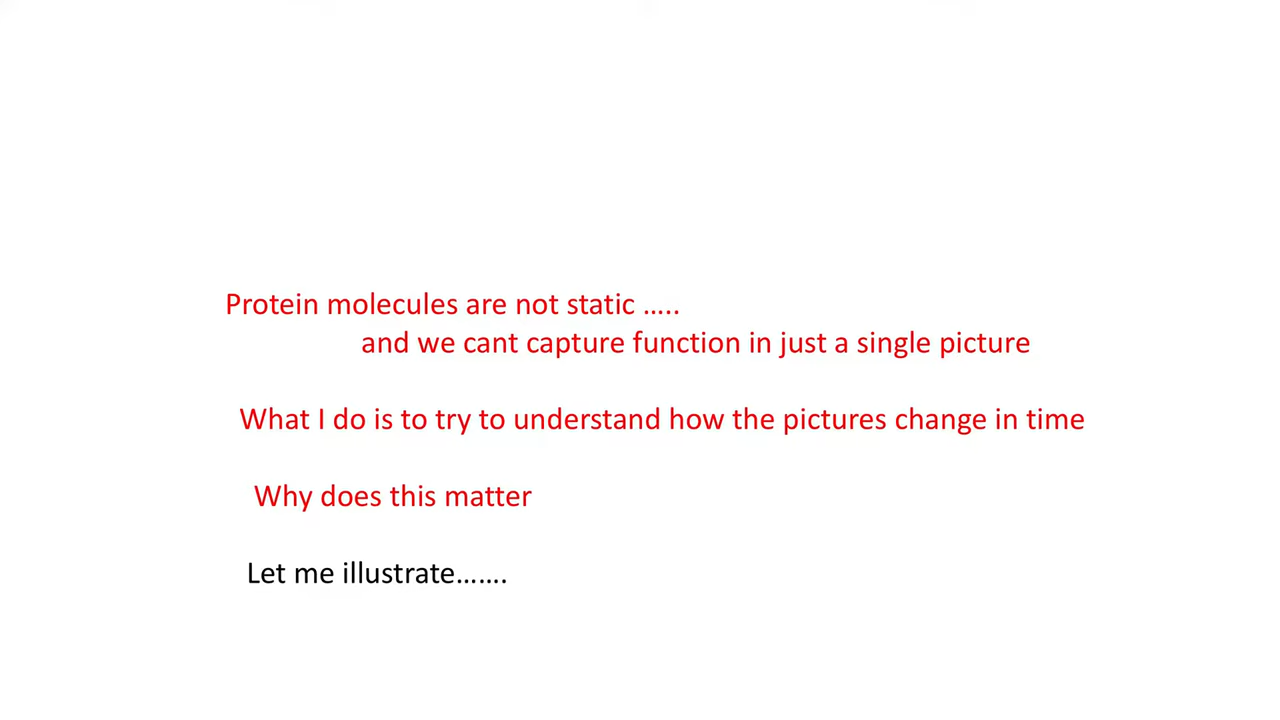 Protein molecules are not static …..
and we cant capture function in just a single picture
What I do is to try to understand how the pictures change in time
Why does this matter
Let me illustrate…….